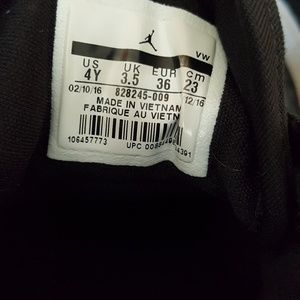 VW
US UK EUR cm
4Y 3.5 36 23
02/10/16 828245-009 12/16
MADE IN VIETNAM
FABRIQUE AU VIETN
106457773
UPC